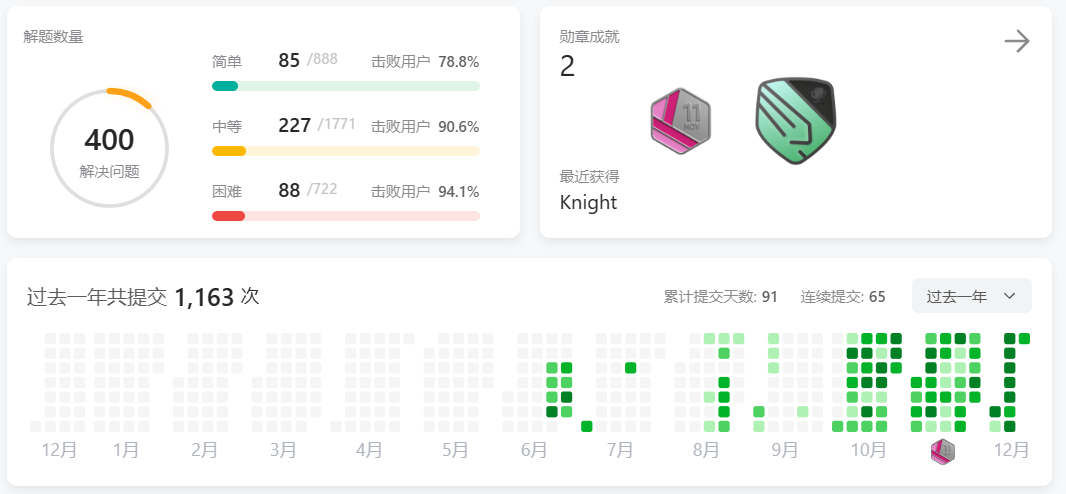 解题数量
简单 85 /888 击败用户 78.8%
中等 227 /1771 击败用户 90.6%
困难 88 /722 击败用户 94.1%
400
解决问题
勋章成就
2
11
NOV
最近获得
Knight
过去一年共提交 1,163 次
累计提交天数: 91 连续提交: 65 过去一年
12月 1月 2月 3月 4月 5月 6月 7月 8月 9月 10月 12月